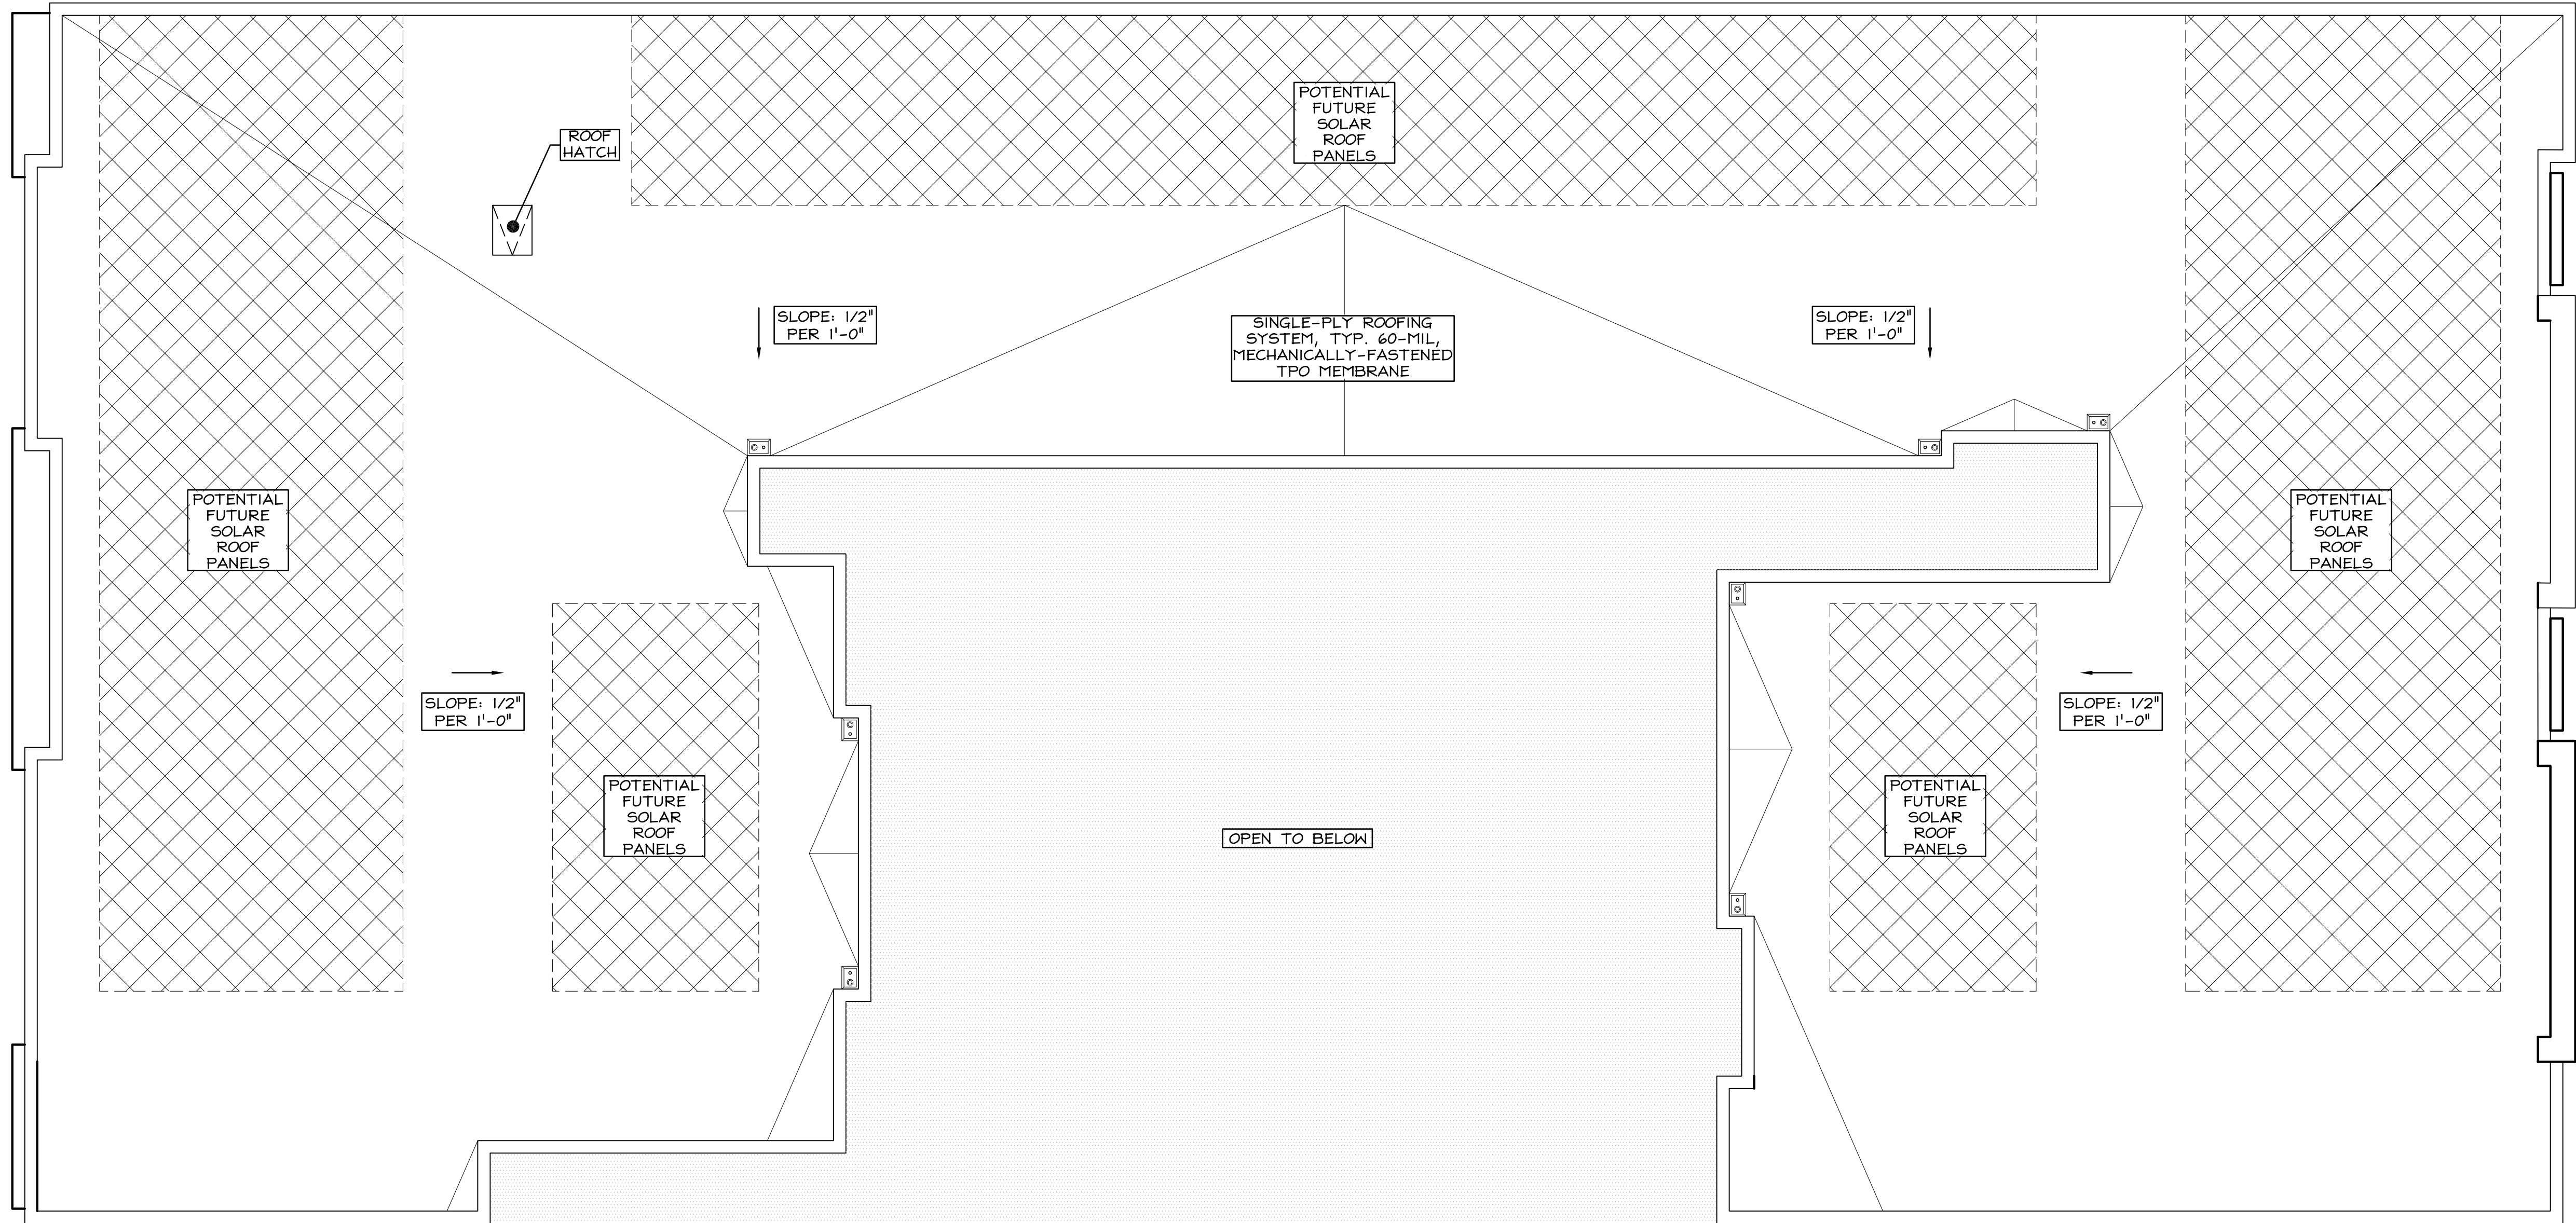 POTENTIAL
FUTURE
SOLAR
ROOF
PANELS
ROOF
HATCH
SLOPE: 1/2"
PER 1'-0"
SINGLE-PLY ROOFING
SYSTEM, TYP. 60-MIL,
MECHANICALLY-FASTENED
TPO MEMBRANE
SLOPE: 1/2"
PER 1'-0"
POTENTIAL
FUTURE
SOLAR
ROOF
PANELS
POTENTIAL
FUTURE
SOLAR
ROOF
PANELS
SLOPE: 1/2"
PER 1'-0"
SLOPE: 1/2"
PER 1'-0"
POTENTIAL
FUTURE
SOLAR
ROOF
PANELS
OPEN TO BELOW
POTENTIAL
FUTURE
SOLAR
ROOF
PANELS